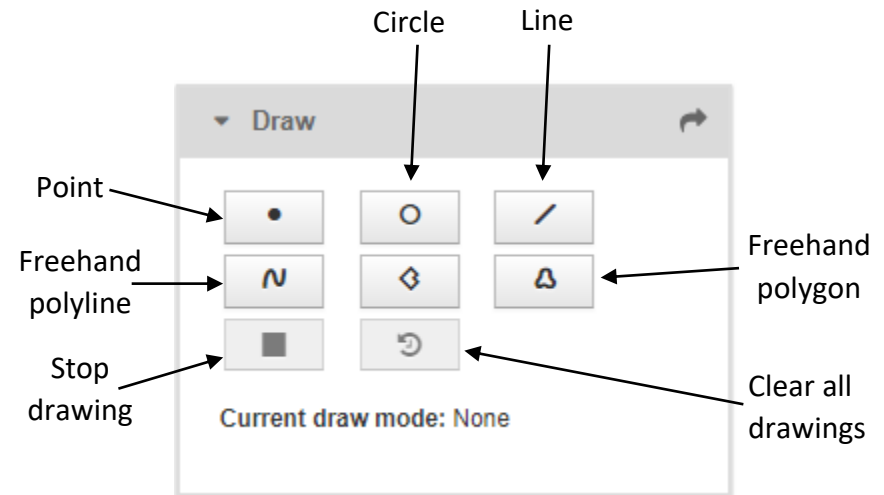 Circle
Line
Draw
Point
Freehand
polyline
Freehand
polygon
Stop
drawing
Clear all
drawings
Current draw mode: None